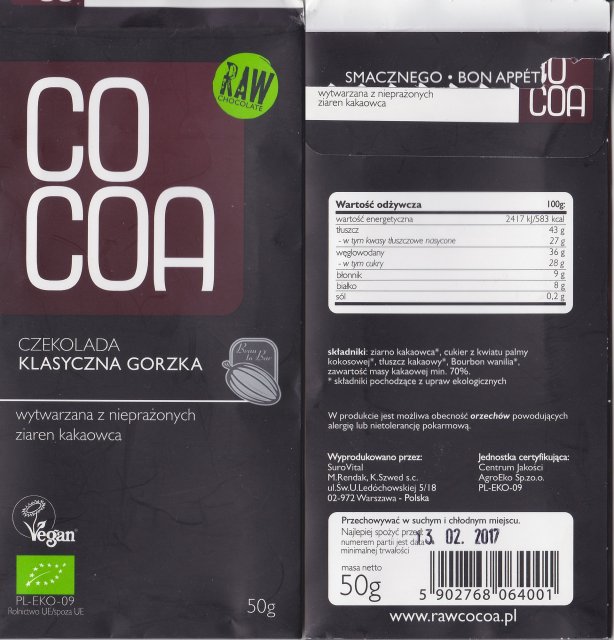 CO
COA
RAW
CHOCOLATE
CZEKOLADA
KLASYCZNA GORZKA
Bean
to Bar
wytwarzana z nieprażonych
ziaren kakaowca
Vegan
PL-EKO-09
Rolnictwo UE/spoza UE
50g
SMACZNEGO • BON APPÉTI
wytwarzana z nieprażonych
ziaren kakaowca
COA
Wartość odżywcza 100g:
wartość energetyczna 2417 kJ/583 kcal
tłuszcz 43 g
- w tym kwasy tłuszczowe nasycone 27 g
węglowodany 36 g
- w tym cukry 28 g
błonnik 9 g
białko 8 g
sól 0,2 g
składniki: ziarno kakaowca*, cukier z kwiatu palmy
kokosowej*, tłuszcz kakaowy*, Bourbon wanilia*,
zawartość masy kakaowej min. 70%.
* składniki pochodzące z upraw ekologicznych
W produkcie jest możliwa obecność orzechów powodujących
alergię lub nietolerancję pokarmową.
Wyprodukowano przez:
SuroVital
M.Rendak, K.Szwed s.c.
ul.Św.U.Ledóchowskiej 5/18
02-972 Warszawa - Polska
Jednostka certyfikująca:
Centrum Jakości
AgroEko Sp.zo.o.
PL-EKO-09
Przechowywać w suchym i chłodnym miejscu.
Najlepiej spożyć przed:
numerem partii jest data
minimalnej trwałości
13 02. 2017
masa netto
50g
5 902768 064001
www.rawcocoa.pl